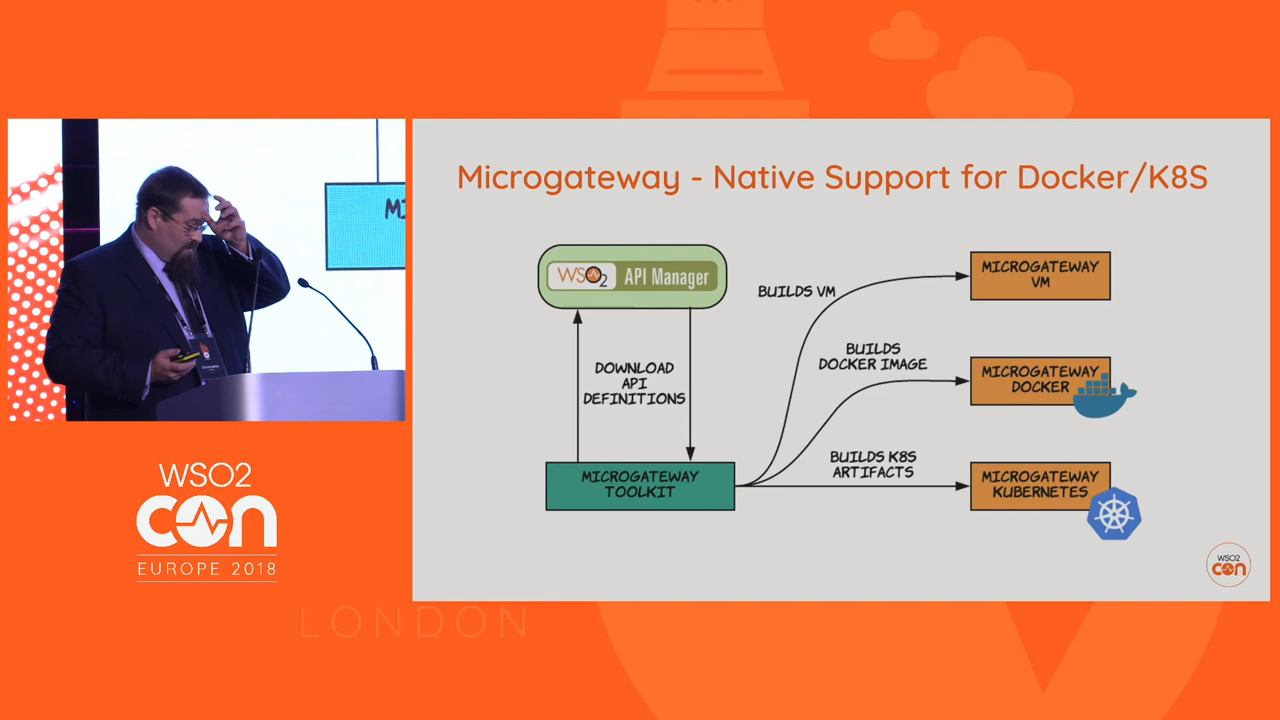 Microgateway - Native Support for Docker/K8S
WSO2 API Manager
BUILDS VM
MICROGATEWAY
VM
DOWNLOAD
API
DEFINITIONS
BUILDS
DOCKER IMAGE
MICROGATEWAY
DOCKER
MICROGATEWAY
TOOLKIT
BUILDS K8S
ARTIFACTS
MICROGATEWAY
KUBERNETES
WSO2
CON
EUROPE 2018
LONDON
WSO2
CON